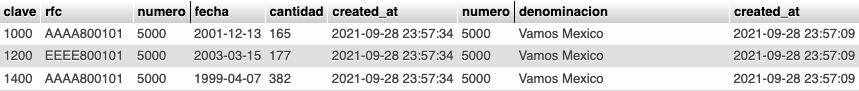 clave rfc numero fecha cantidad created_at numero denominacion created_at
1000 AAAA800101 5000 2001-12-13 165 2021-09-28 23:57:34 5000 Vamos Mexico 2021-09-28 23:57:09
1200 EEEE800101 5000 2003-03-15 177 2021-09-28 23:57:34 5000 Vamos Mexico 2021-09-28 23:57:09
1400 AAAA800101 5000 1999-04-07 382 2021-09-28 23:57:34 5000 Vamos Mexico 2021-09-28 23:57:09